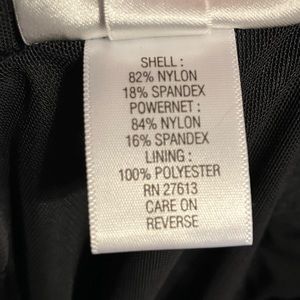 SHELL :
82% NYLON
18% SPANDEX
POWERNET :
84% NYLON
16% SPANDEX
LINING :
100% POLYESTER
RN 27613
CARE ON
REVERSE